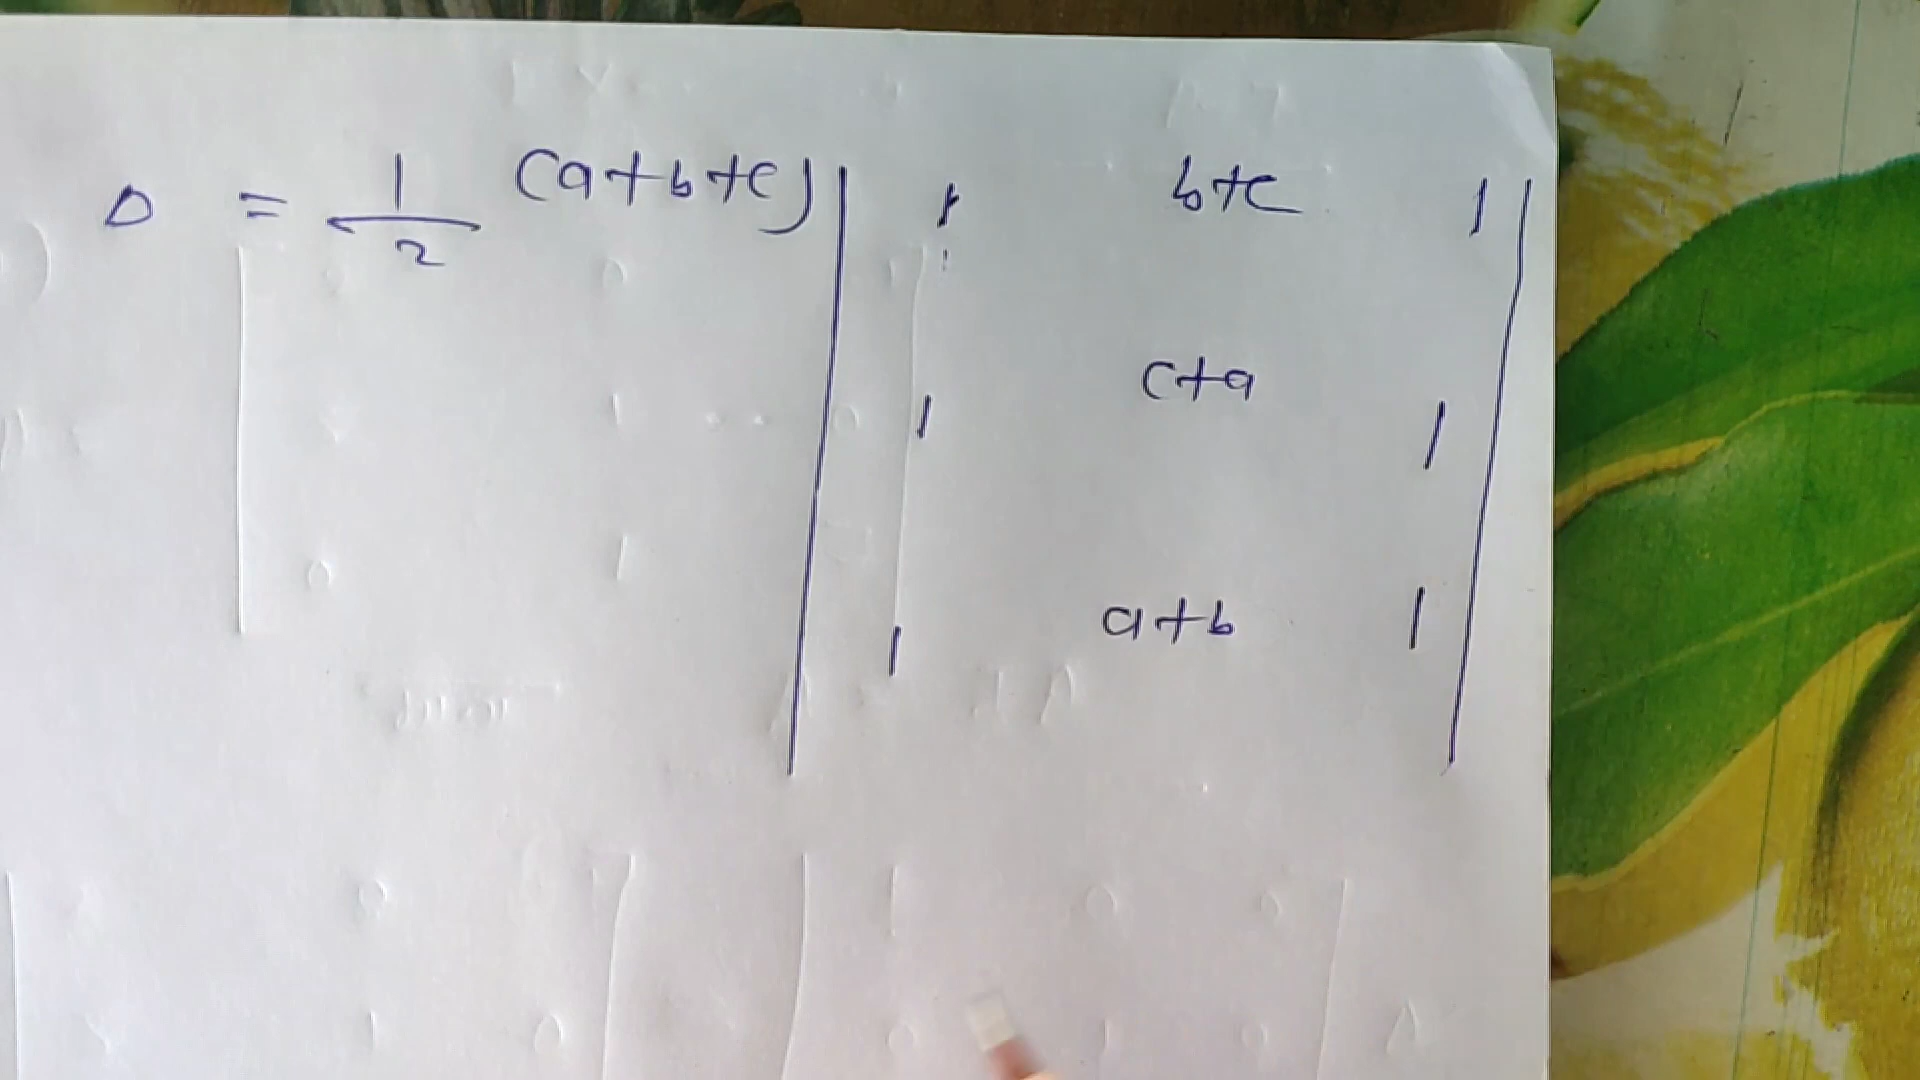 Δ = 1/2 (a+b+c) | 1 b+c 1 |
1 c+a 1
1 a+b 1